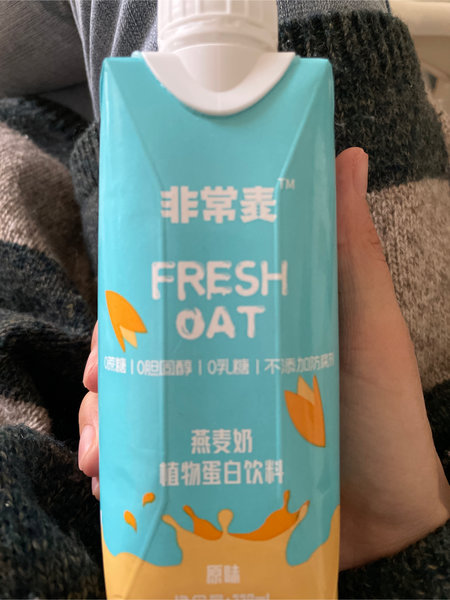 非常麦™
FRESH
OAT
0蔗糖 | 0胆固醇 | 0乳糖 | 不添加防腐剂
燕麦奶
植物蛋白饮料
原味